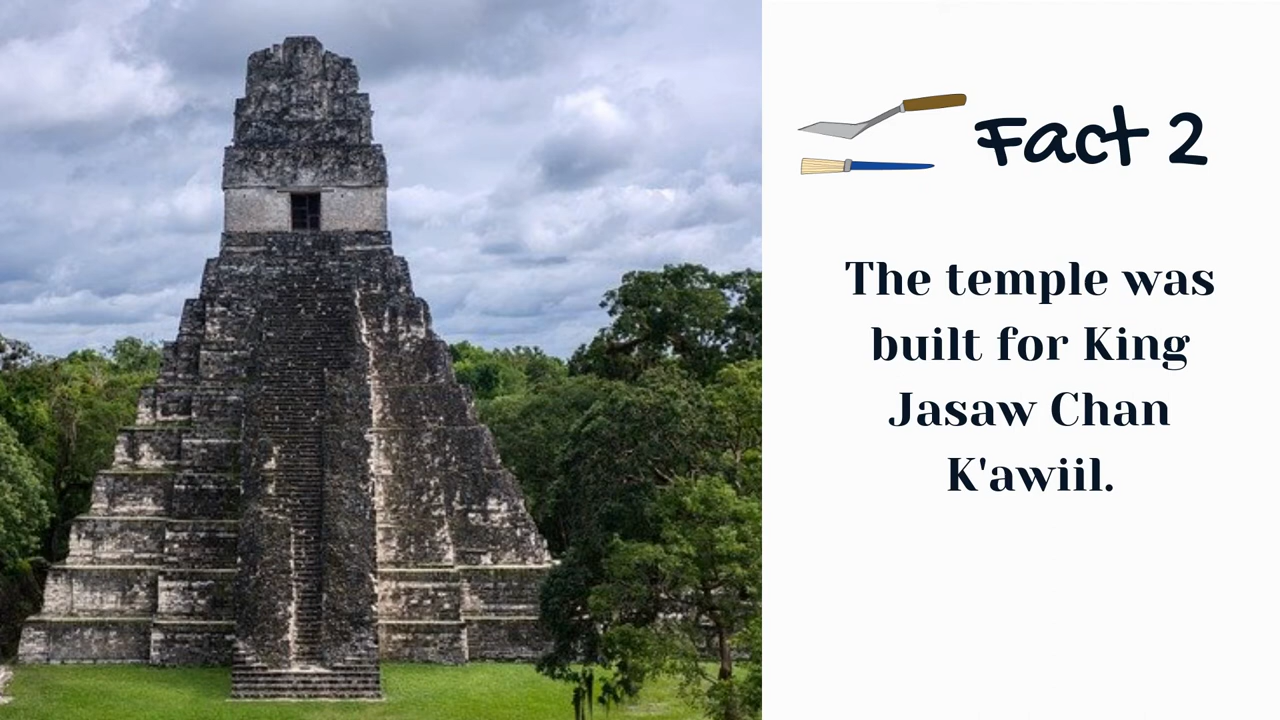 Fact 2
The temple was
built for King
Jasaw Chan
K'awiil.